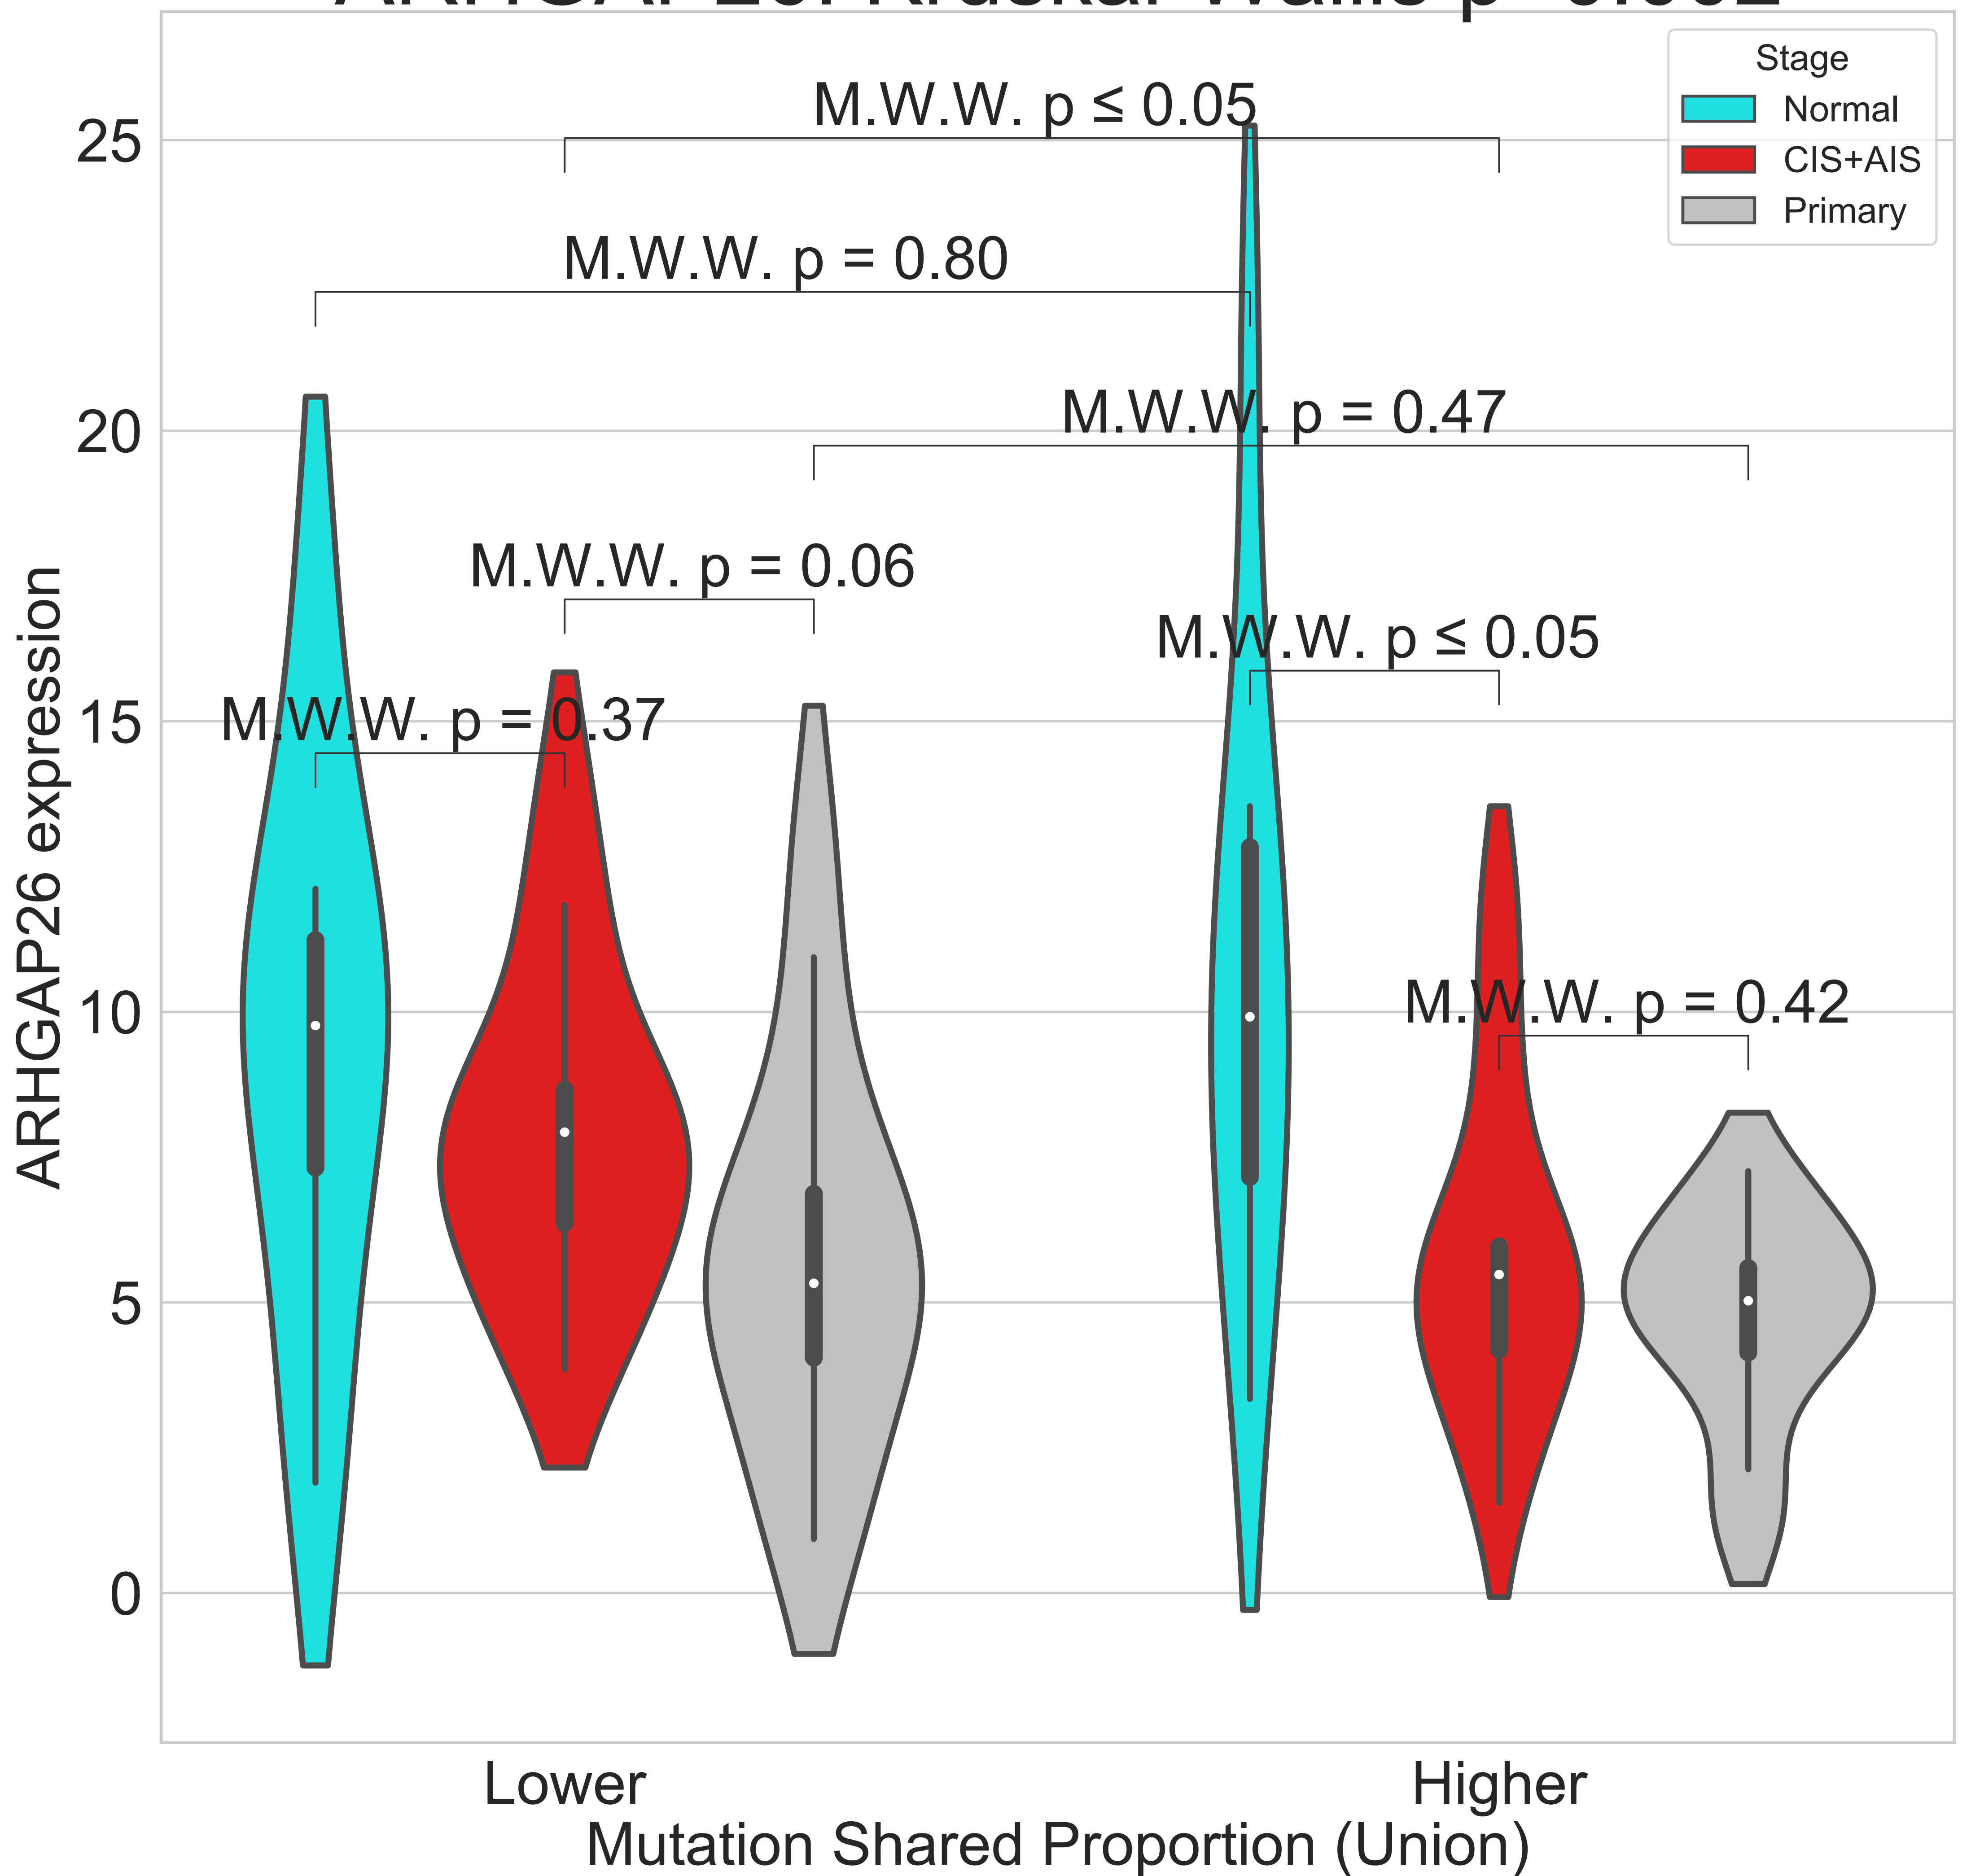 Stage
Normal
CIS+AIS
Primary
M.W.W. p ≤ 0.05
M.W.W. p = 0.80
M.W.W. p = 0.47
M.W.W. p = 0.06
M.W.W. p ≤ 0.05
M.W.W. p = 0.37
M.W.W. p = 0.42
25
20
15
10
5
0
ARHGAP26 expression
Lower
Higher
Mutation Shared Proportion (Union)